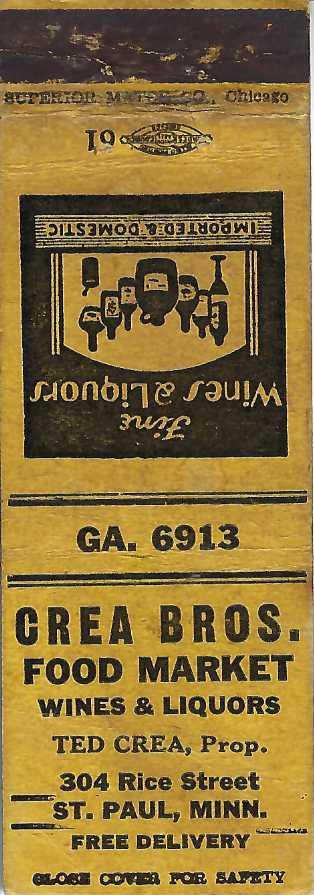 SUPERIOR MATCH CO., Chicago
61
IMPORTED & DOMESTIC
Wines & Liquors
Fine
GA. 6913
CREA BROS.
FOOD MARKET
WINES & LIQUORS
TED CREA, Prop.
304 Rice Street
ST. PAUL, MINN.
FREE DELIVERY
CLOSE COVER FOR SAFETY